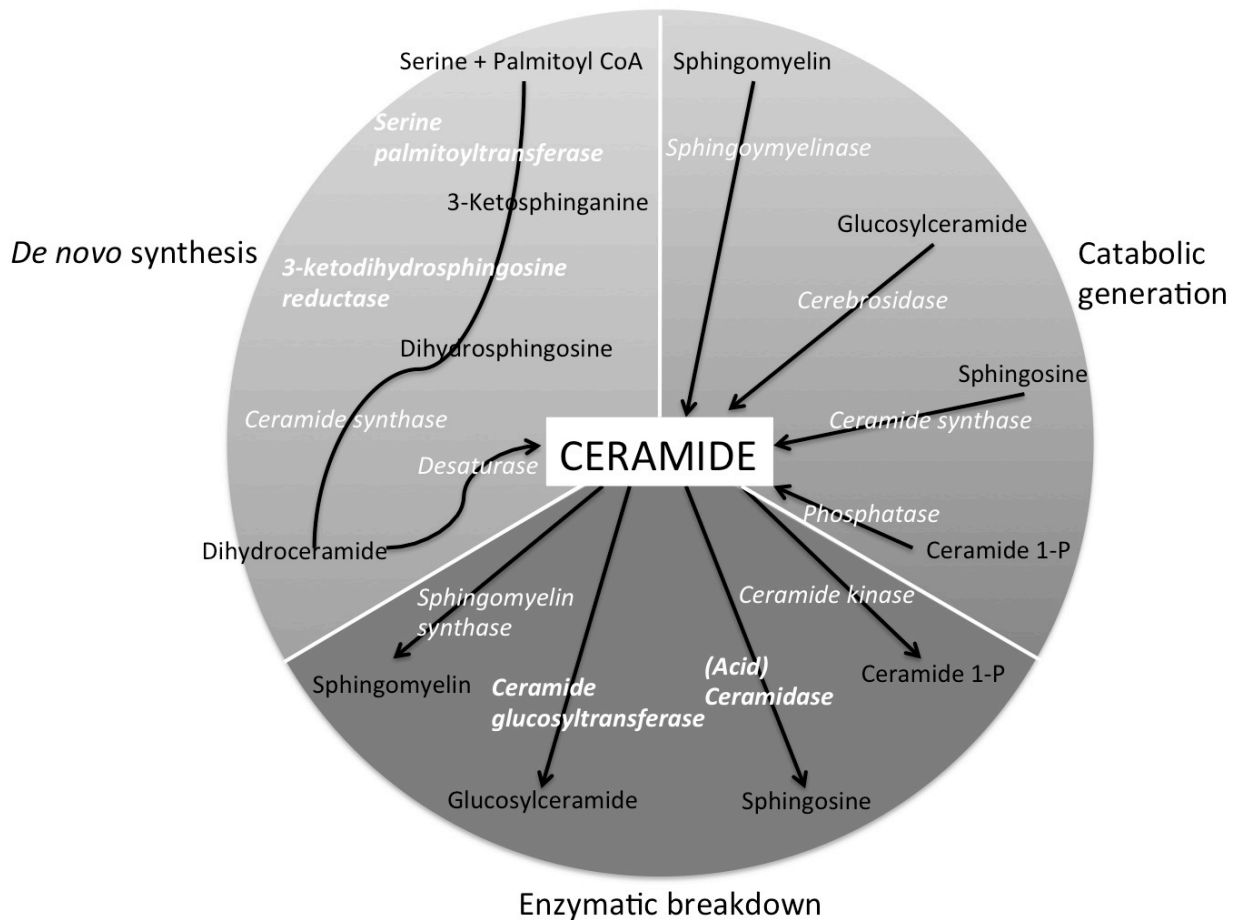 Serine + Palmitoyl CoA
Serine
palmitoyltransferase
3-Ketosphinganine
De novo synthesis
3-ketodihydrosphingosine
reductase
Dihydrosphingosine
Ceramide synthase
Desaturase
Dihydroceramide
Sphingomyelin
Sphingoymyelinase
Glucosylceramide
Catabolic
generation
Cerebrosidase
Sphingosine
Ceramide synthase
Phosphatase
Ceramide 1-P
CERAMIDE
Sphingomyelin
synthase
Sphingomyelin
Ceramide
glucosyltransferase
Glucosylceramide
(Acid)
Ceramidase
Sphingosine
Ceramide kinase
Ceramide 1-P
Enzymatic breakdown